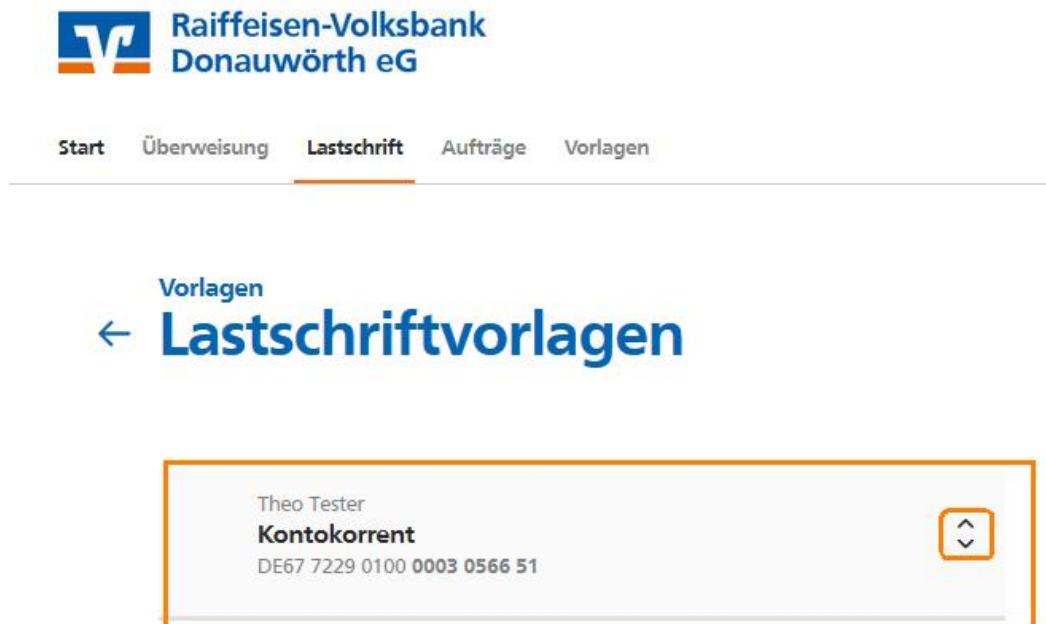 Raiffeisen-Volksbank
Donauwörth eG
Start Überweisung Lastschrift Aufträge Vorlagen
Vorlagen
Lastschriftvorlagen
Theo Tester
Kontokorrent
DE67 7229 0100 0003 0566 51